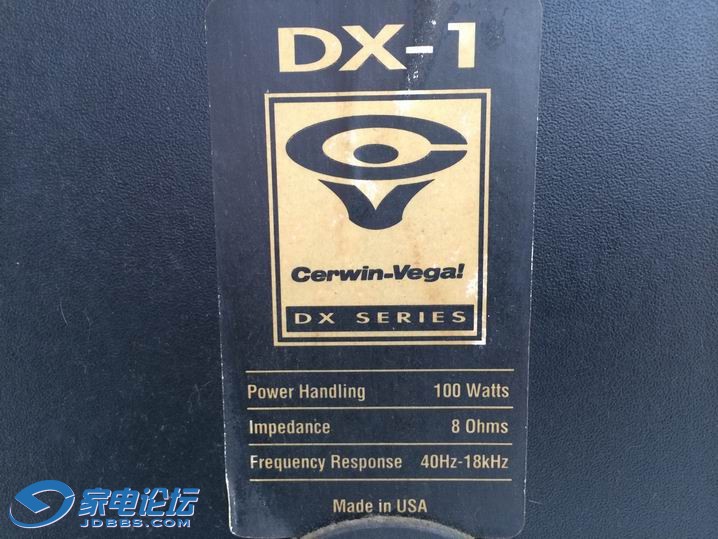 DX-1
Cerwin-Vega!
DX SERIES
Power Handling 100 Watts
Impedance 8 Ohms
Frequency Response 40Hz-18kHz
Made in USA
家电论坛
JDBBS.COM